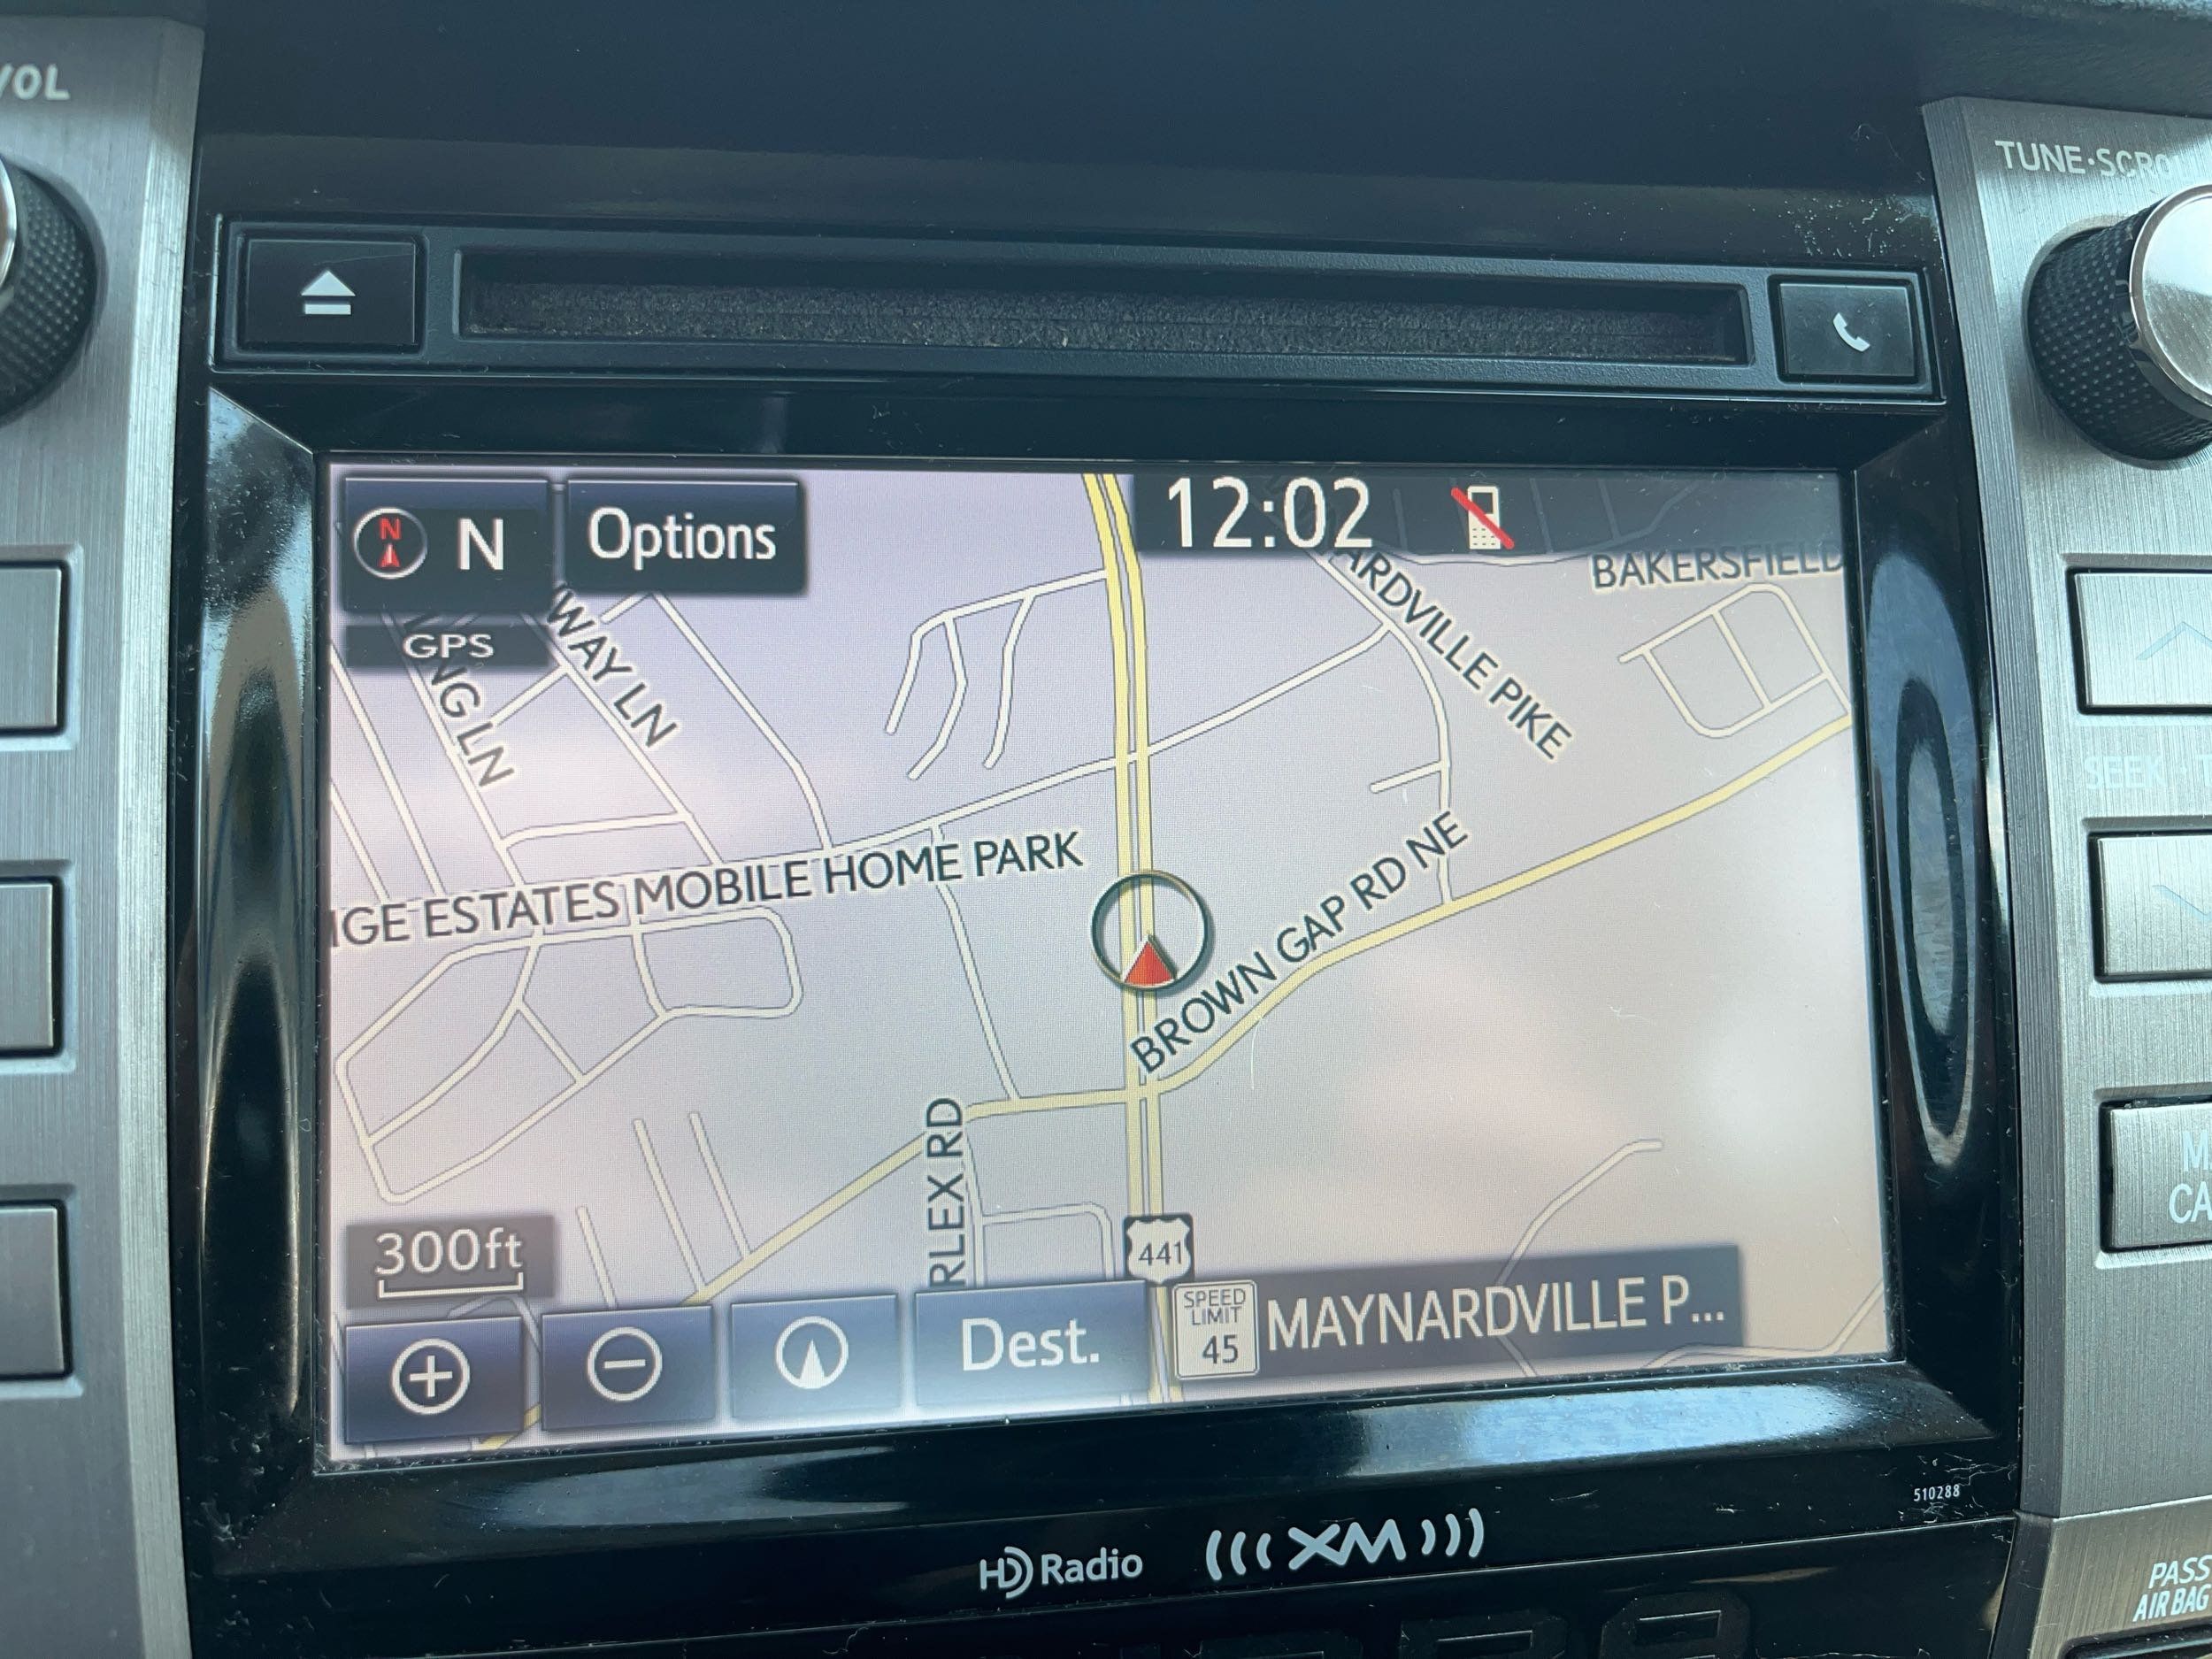 VOL
TUNE·SCRO
N N
Options
12:02
GPS
WAY LN
NG LN
ARDVILLE PIKE
BAKERSFIELD
IGE ESTATES MOBILE HOME PARK
BROWN GAP RD NE
RLEX RD
441
300ft
Dest.
SPEED
LIMIT
45
MAYNARDVILLE P...
SEEK
M
CA
510288
HD Radio
XM
PASS
AIR BAG